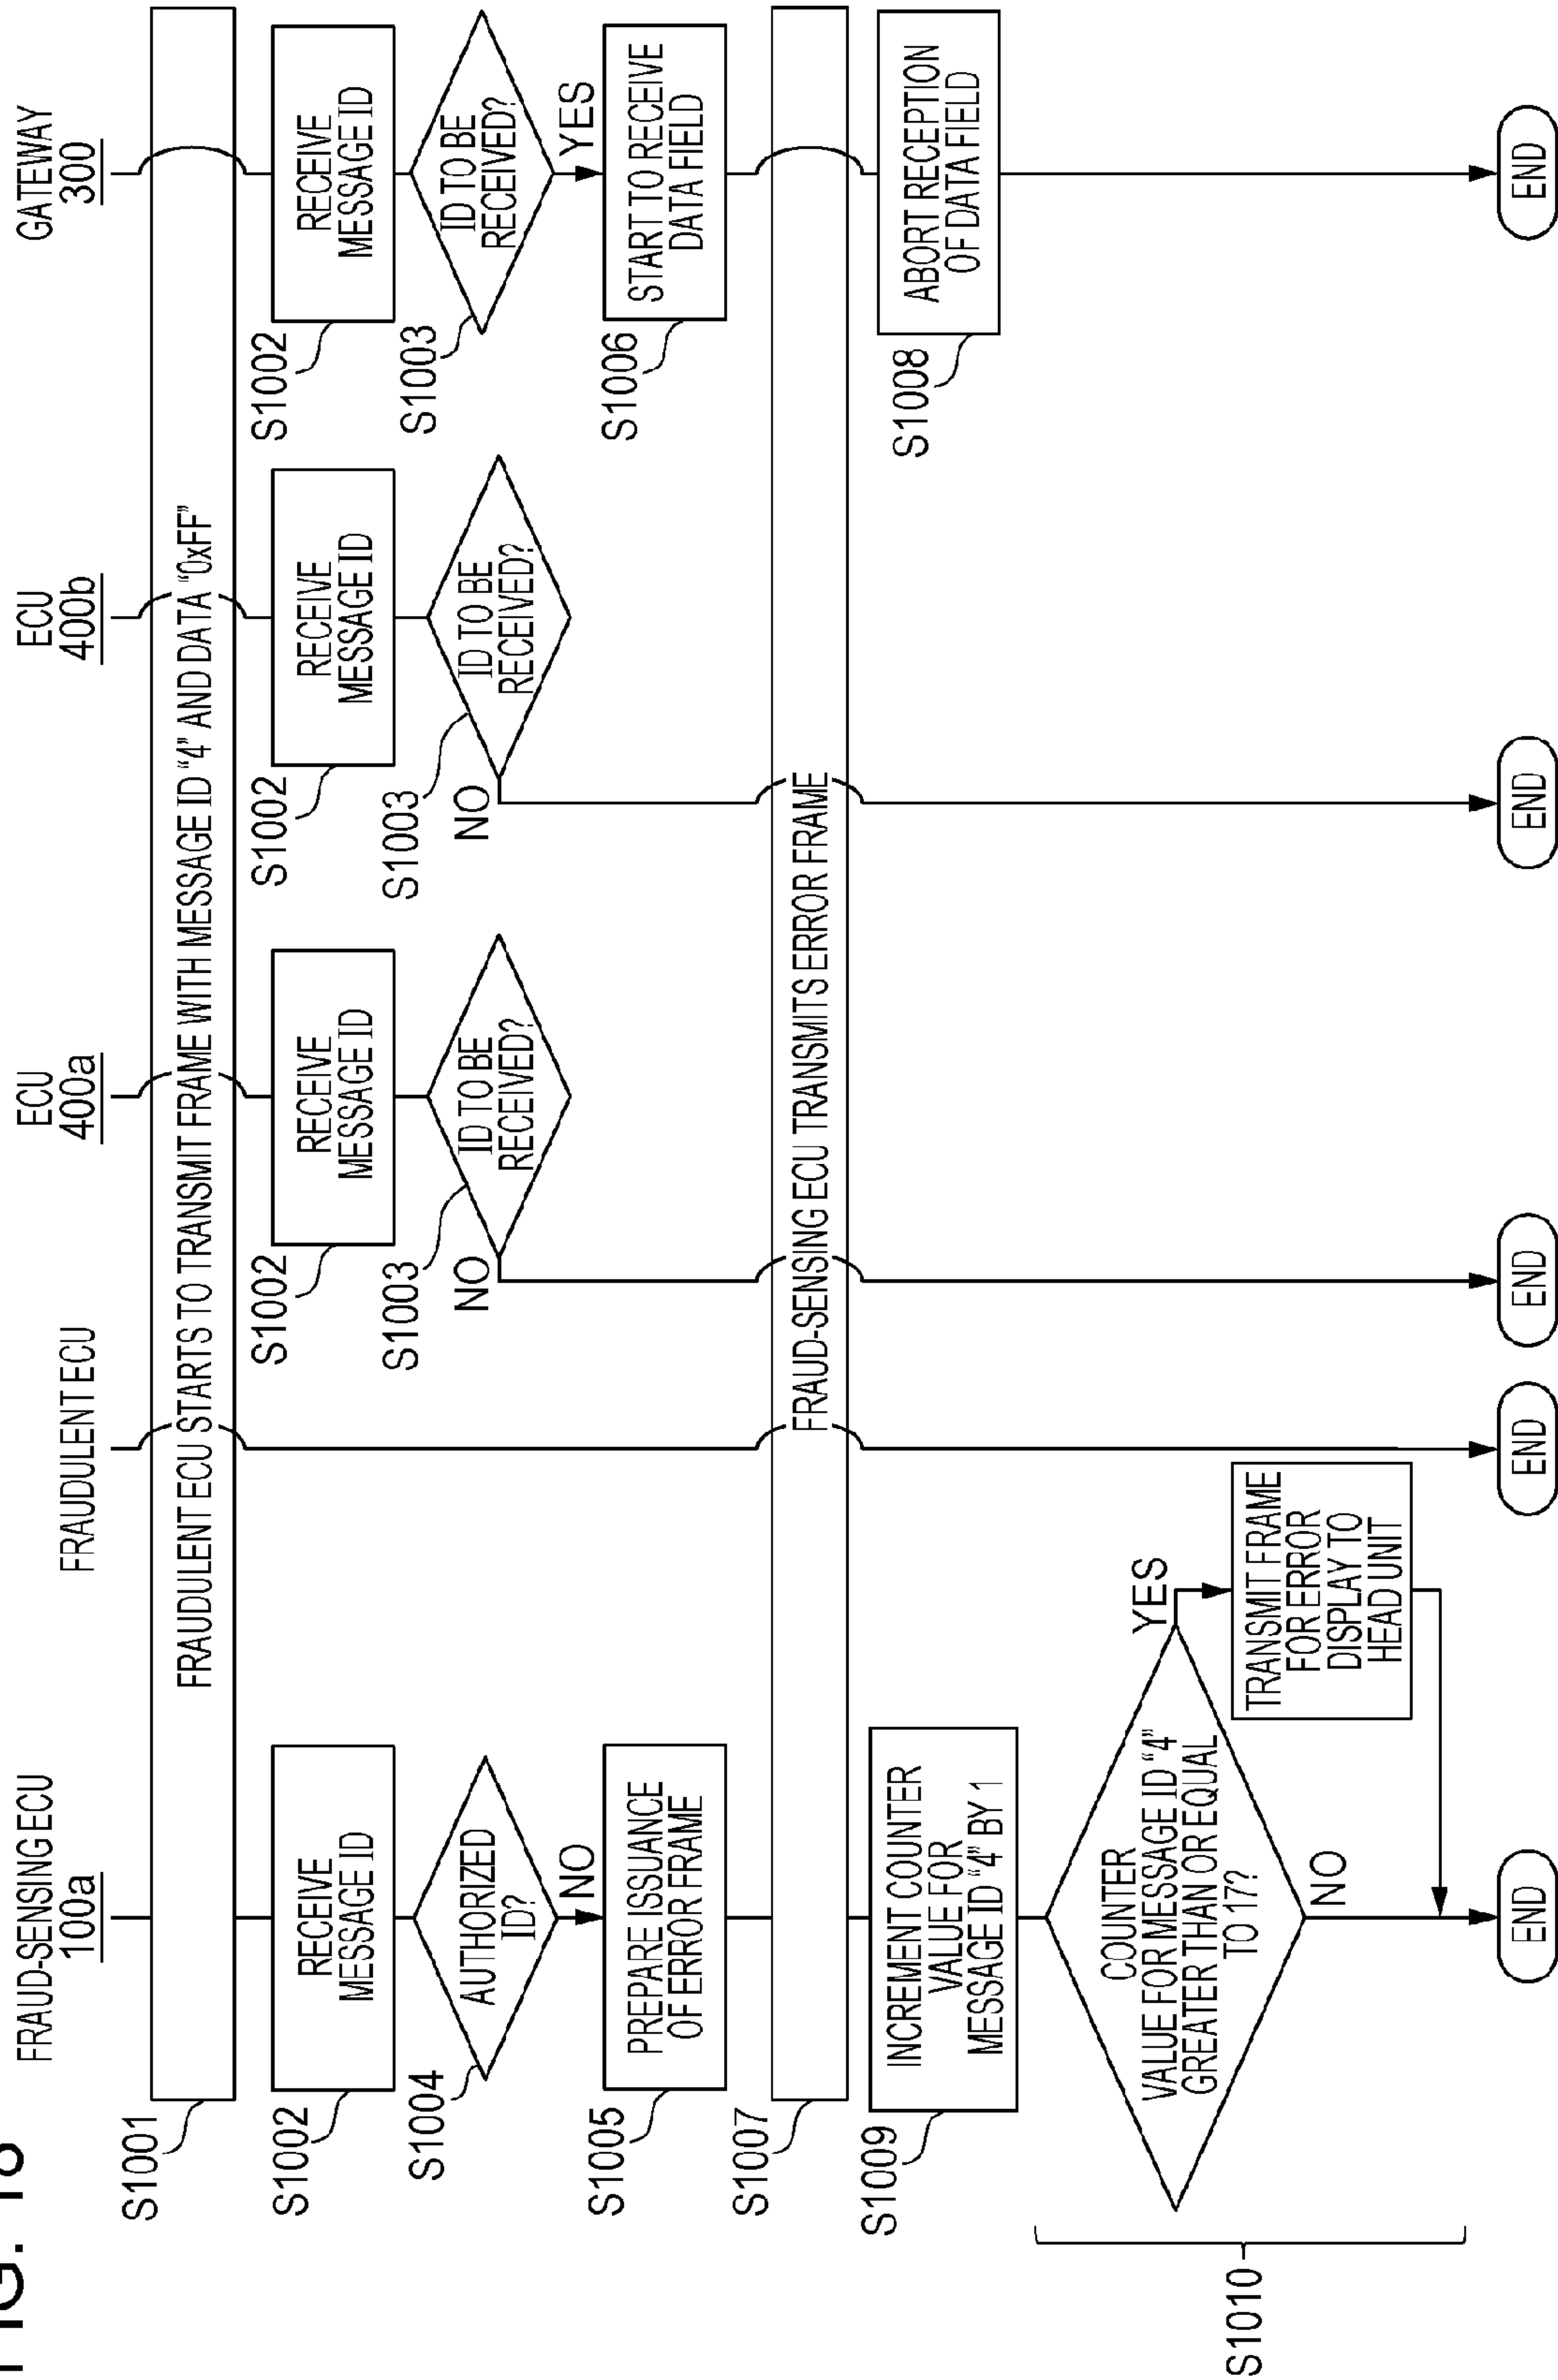 FIG. 18
FRAUD-SENSING ECU
100a
FRAUDULENT ECU
ECU
400a
ECU
400b
GATEWAY
300
S1001
FRAUDULENT ECU STARTS TO TRANSMIT FRAME WITH MESSAGE ID “4” AND DATA “0xFF”
S1002
RECEIVE
MESSAGE ID
S1002
RECEIVE
MESSAGE ID
S1002
RECEIVE
MESSAGE ID
S1002
RECEIVE
MESSAGE ID
S1004
AUTHORIZED
ID?
NO
S1003
ID TO BE
RECEIVED?
NO
S1003
ID TO BE
RECEIVED?
NO
S1003
ID TO BE
RECEIVED?
YES
S1005
PREPARE ISSUANCE
OF ERROR FRAME
S1006
START TO RECEIVE
DATA FIELD
S1007
FRAUD-SENSING ECU TRANSMITS ERROR FRAME
S1009
INCREMENT COUNTER
VALUE FOR
MESSAGE ID “4” BY 1
S1008
ABORT RECEPTION
OF DATA FIELD
S1010
COUNTER
VALUE FOR MESSAGE ID “4”
GREATER THAN OR EQUAL
TO 17?
YES
NO
TRANSMIT FRAME
FOR ERROR
DISPLAY TO
HEAD UNIT
END
END
END
END
END